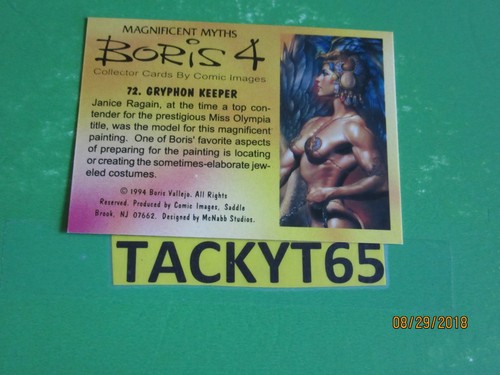 MAGNIFICENT MYTHS
BORIS 4
Collector Cards By Comic Images
72. GRYPHON KEEPER
Janice Ragain, at the time a top con-
tender for the prestigious Miss Olympia
title, was the model for this magnificent
painting. One of Boris' favorite aspects
of preparing for the painting is locating
or creating the sometimes-elaborate jew-
eled costumes.
© 1994 Boris Vallejo. All Rights
Reserved. Produced by Comic Images, Saddle
Brook, NJ 07662. Designed by McNabb Studios.
TACKYT65
08/29/2018